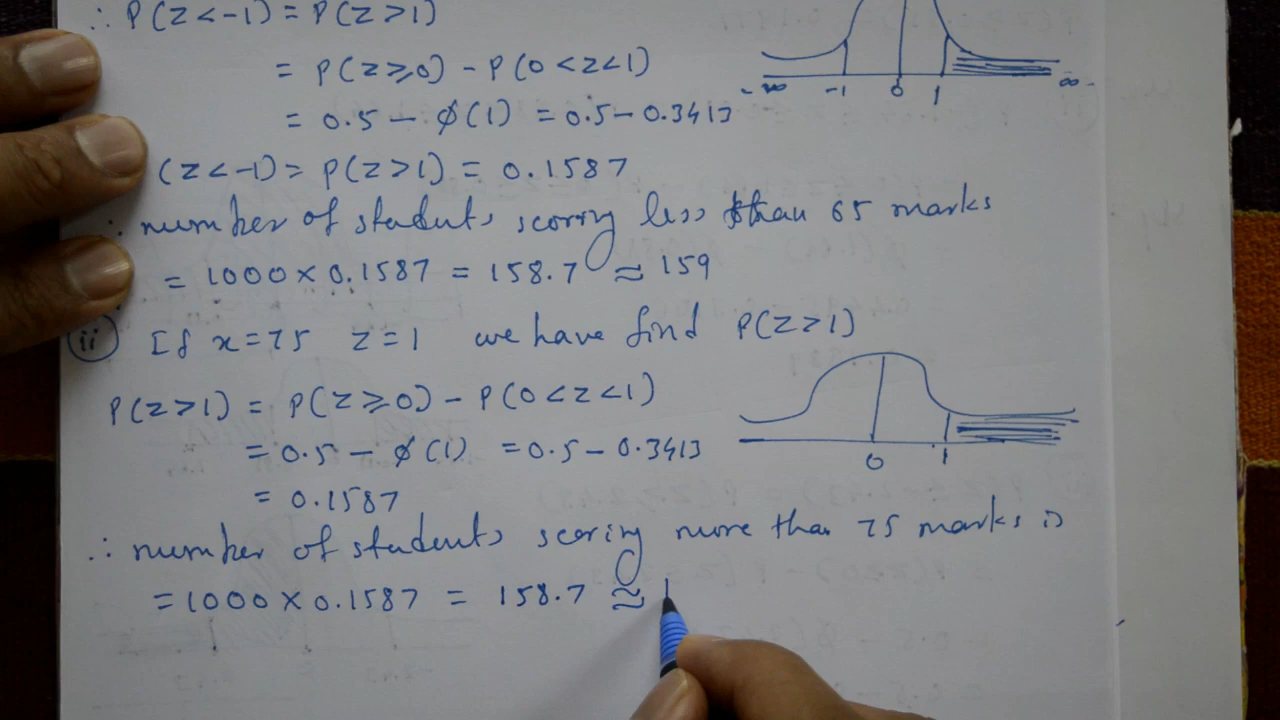 ∴ P(Z<-1) = P(Z>1)
= P(Z≥0) - P(0<Z<1)
= 0.5 - φ(1) = 0.5 - 0.3413
-∞ -1 0 1 ∞
(Z<-1) = P(Z>1) = 0.1587
∴ number of students scoring less than 65 marks
= 1000 × 0.1587 = 158.7 ≈ 159
(ii) If x=75 z=1 we have find P(Z>1)
P(Z>1) = P(Z≥0) - P(0<Z<1)
= 0.5 - φ(1) = 0.5 - 0.3413
0 1
= 0.1587
∴ number of students scoring more than 75 marks is
= 1000 × 0.1587 = 158.7 ≈ 1